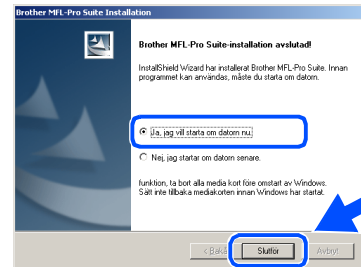 Brother MFL-Pro Suite Installation
Brother MFL-Pro Suite-installation avslutad!
InstallShield Wizard har installerat Brother MFL-Pro Suite. Innan
programmet kan användas, måste du starta om datorn.
Ja, jag vill starta om datorn nu.
Nej, jag startar om datorn senare.
funktion, ta bort alla media kort före omstart av Windows.
Sätt inte tillbaka mediakorten innan Windows har startat.
< Bakå
Slutför
Avbryt